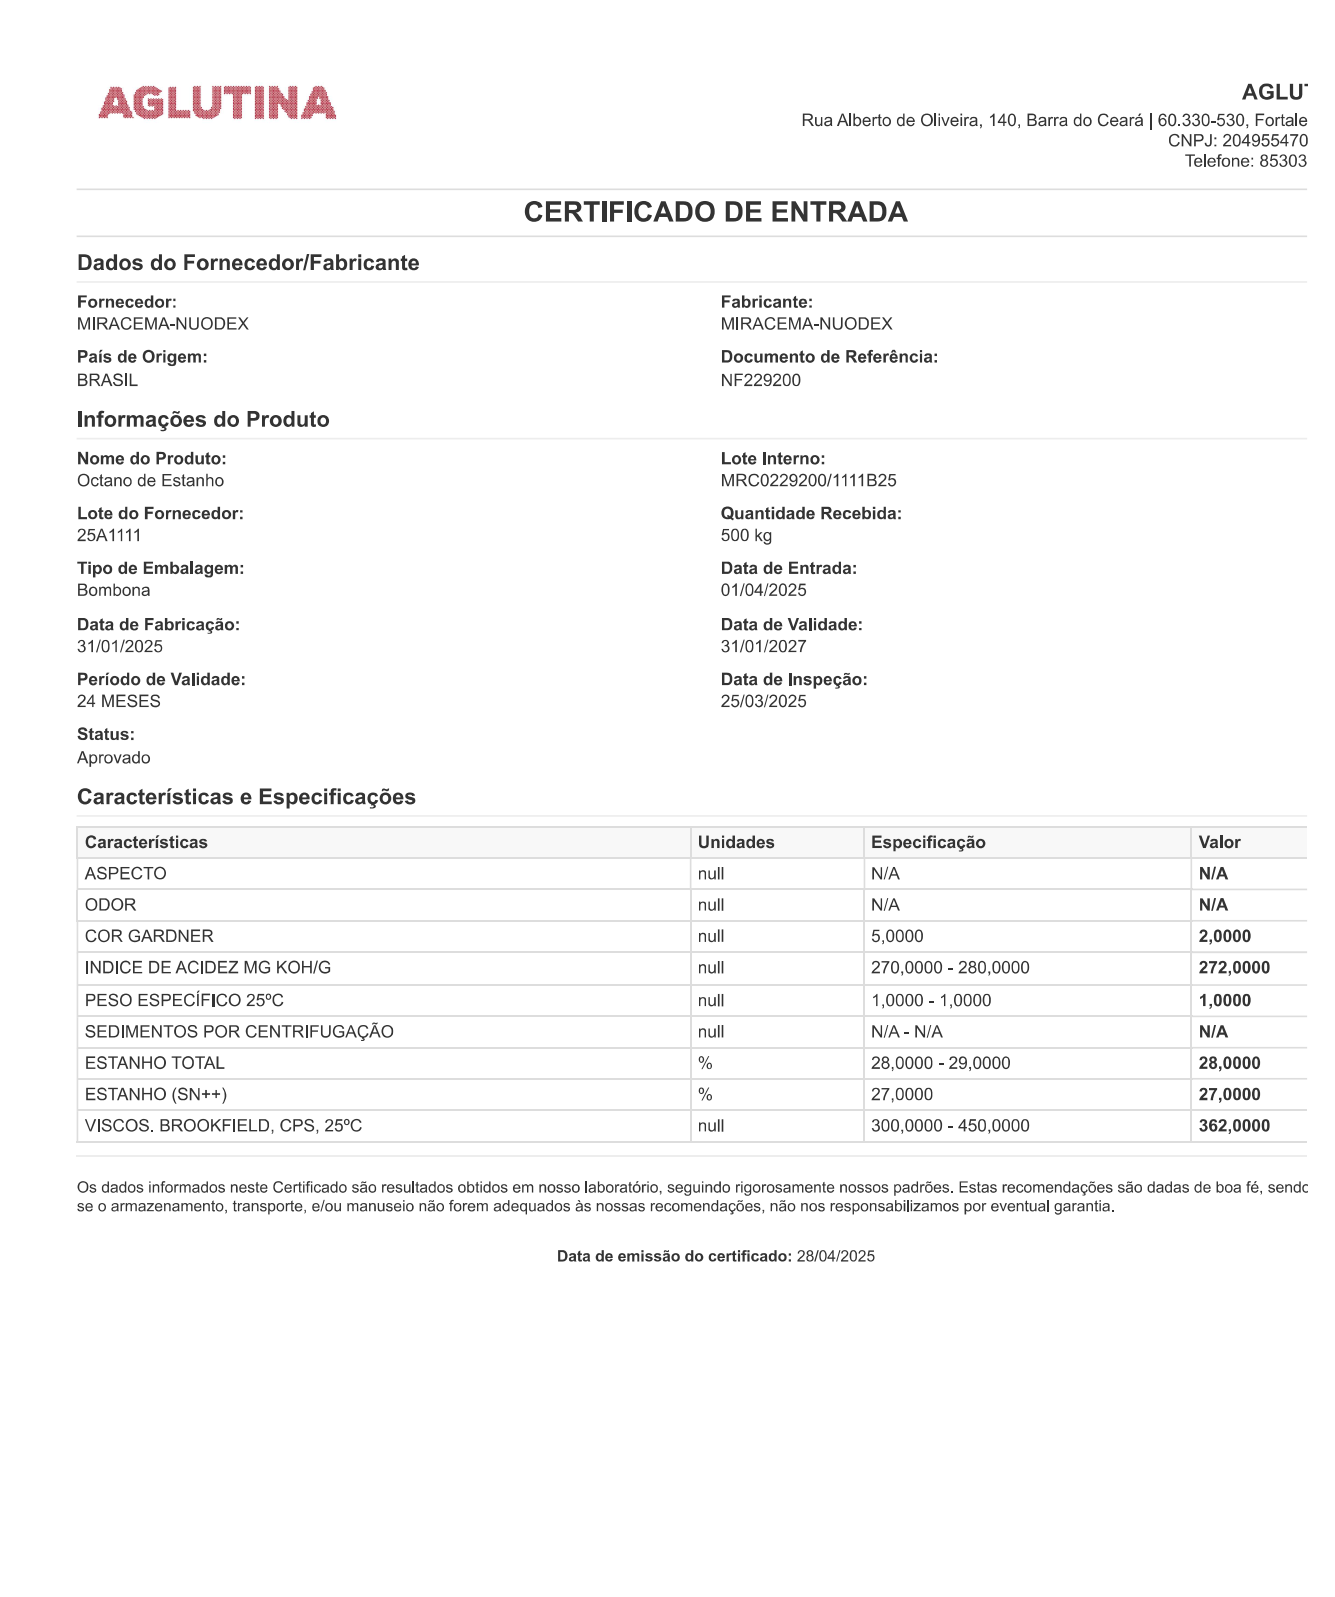 AGLUTINA
AGLUT
Rua Alberto de Oliveira, 140, Barra do Ceará | 60.330-530, Fortale
CNPJ: 204955470
Telefone: 85303
CERTIFICADO DE ENTRADA
Dados do Fornecedor/Fabricante
Fornecedor:
MIRACEMA-NUODEX
Fabricante:
MIRACEMA-NUODEX
País de Origem:
BRASIL
Documento de Referência:
NF229200
Informações do Produto
Nome do Produto:
Octano de Estanho
Lote Interno:
MRC0229200/1111B25
Lote do Fornecedor:
25A1111
Quantidade Recebida:
500 kg
Tipo de Embalagem:
Bombona
Data de Entrada:
01/04/2025
Data de Fabricação:
31/01/2025
Data de Validade:
31/01/2027
Período de Validade:
24 MESES
Data de Inspeção:
25/03/2025
Status:
Aprovado
Características e Especificações
Características Unidades Especificação Valor
ASPECTO null N/A N/A
ODOR null N/A N/A
COR GARDNER null 5,0000 2,0000
INDICE DE ACIDEZ MG KOH/G null 270,0000 - 280,0000 272,0000
PESO ESPECÍFICO 25ºC null 1,0000 - 1,0000 1,0000
SEDIMENTOS POR CENTRIFUGAÇÃO null N/A - N/A N/A
ESTANHO TOTAL % 28,0000 - 29,0000 28,0000
ESTANHO (SN++) % 27,0000 27,0000
VISCOS. BROOKFIELD, CPS, 25ºC null 300,0000 - 450,0000 362,0000
Os dados informados neste Certificado são resultados obtidos em nosso laboratório, seguindo rigorosamente nossos padrões. Estas recomendações são dadas de boa fé, sendo
se o armazenamento, transporte, e/ou manuseio não forem adequados às nossas recomendações, não nos responsabilizamos por eventual garantia.
Data de emissão do certificado: 28/04/2025